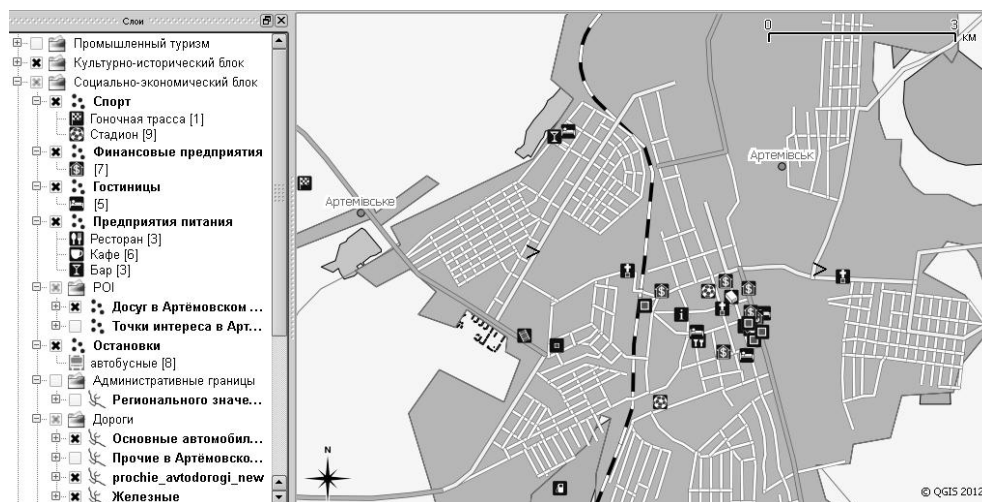 Слои
Промышленный туризм
Культурно-исторический блок
Социально-экономический блок
Спорт
Гоночная трасса [1]
Стадион [9]
Финансовые предприятия
[7]
Гостиницы
[5]
Предприятия питания
Ресторан [3]
Кафе [6]
Бар [3]
POI
Досуг в Артёмовском ...
Точки интереса в Арт...
Остановки
автобусные [8]
Административные границы
Регионального значе...
Дороги
Основные автомобил...
Прочие в Артёмовско...
prochie_avtodorogi_new
Железные
0 3
км
Артемівськ
Артемівське
N
© QGIS 2012